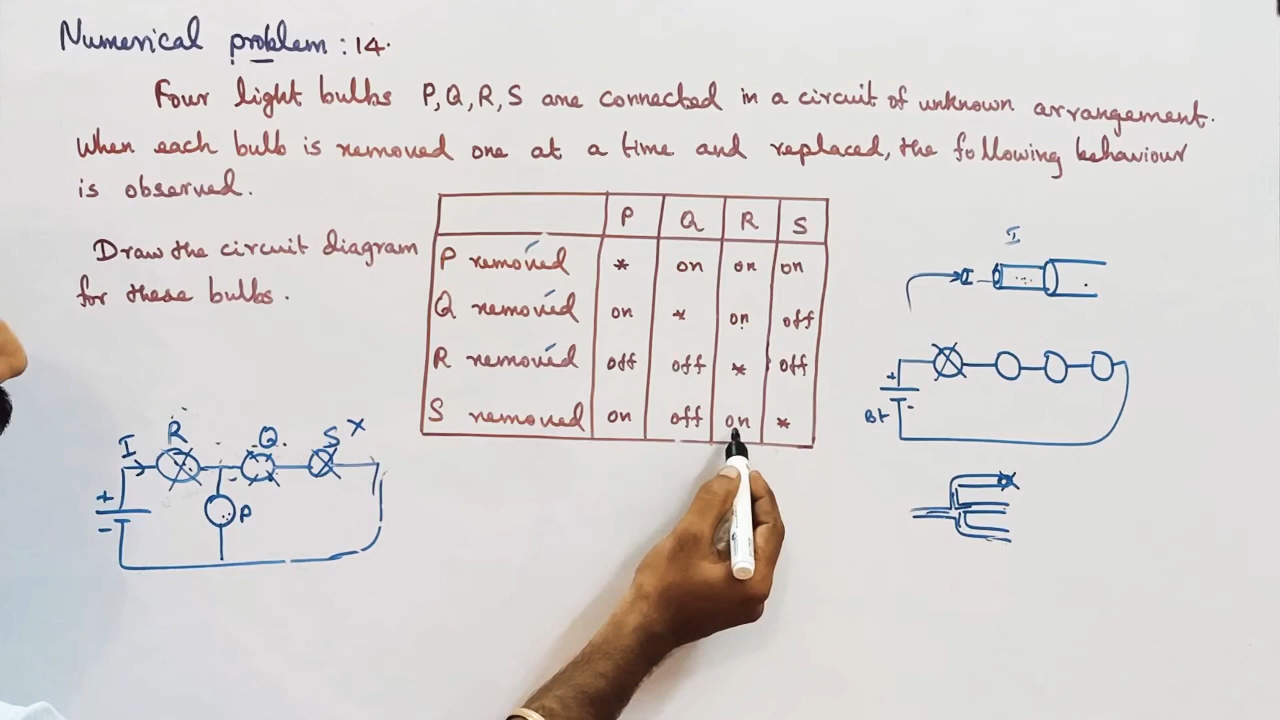 Numerical problem : 14.
Four light bulbs P, Q, R, S are connected in a circuit of unknown arrangement.
When each bulb is removed one at a time and replaced, the following behaviour
is observed.
Draw the circuit diagram
for these bulbs.
P Q R S
P removed * on on on
Q removed on * on off
R removed off off * off
S removed on off on *
I
I
+
-
Bt
I R Q S x
P
+
-